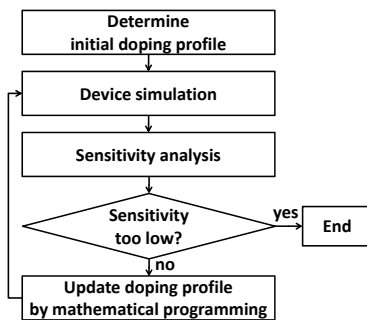 Determine
initial doping profile
Device simulation
Sensitivity analysis
Sensitivity
too low?
yes
End
no
Update doping profile
by mathematical programming